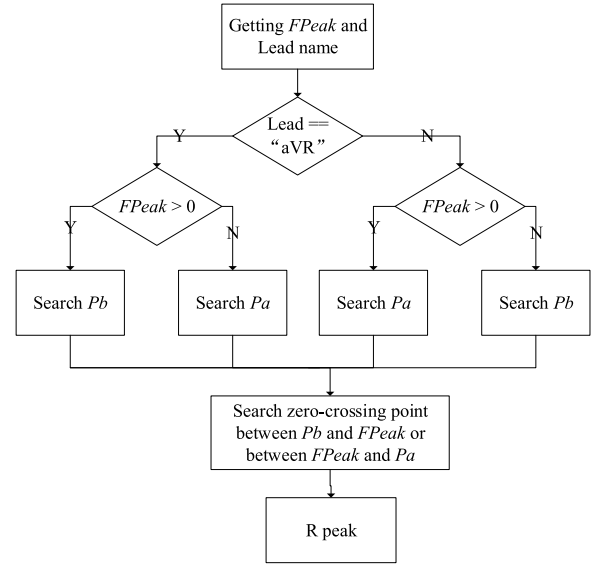 Getting FPeak and
Lead name
Lead ==
“aVR”
Y
N
FPeak > 0
FPeak > 0
Y
N
Y
N
Search Pb
Search Pa
Search Pa
Search Pb
Search zero-crossing point
between Pb and FPeak or
between FPeak and Pa
R peak